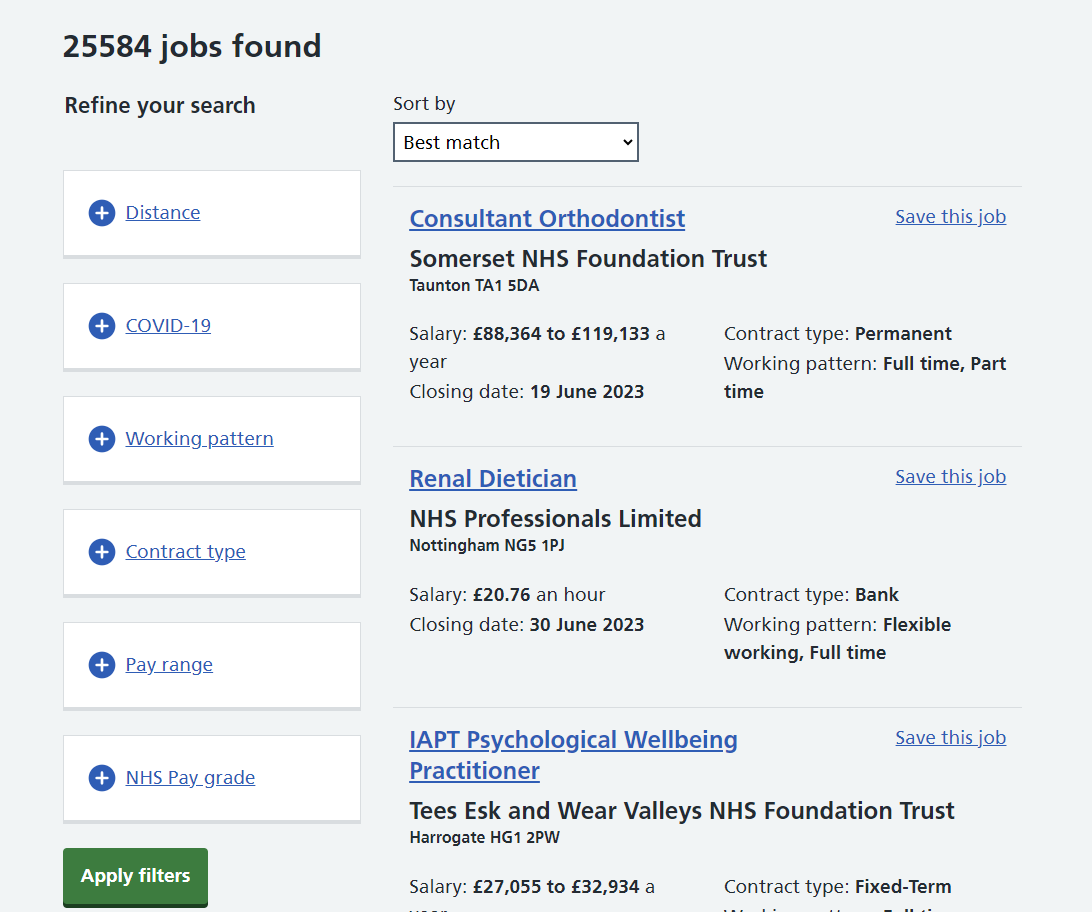 25584 jobs found
Refine your search
Distance
COVID-19
Working pattern
Contract type
Pay range
NHS Pay grade
Apply filters
Sort by
Best match
Consultant Orthodontist
Save this job
Somerset NHS Foundation Trust
Taunton TA1 5DA
Salary: £88,364 to £119,133 a
year
Closing date: 19 June 2023
Contract type: Permanent
Working pattern: Full time, Part
time
Renal Dietician
Save this job
NHS Professionals Limited
Nottingham NG5 1PJ
Salary: £20.76 an hour
Closing date: 30 June 2023
Contract type: Bank
Working pattern: Flexible
working, Full time
IAPT Psychological Wellbeing
Practitioner
Save this job
Tees Esk and Wear Valleys NHS Foundation Trust
Harrogate HG1 2PW
Salary: £27,055 to £32,934 a
Contract type: Fixed-Term